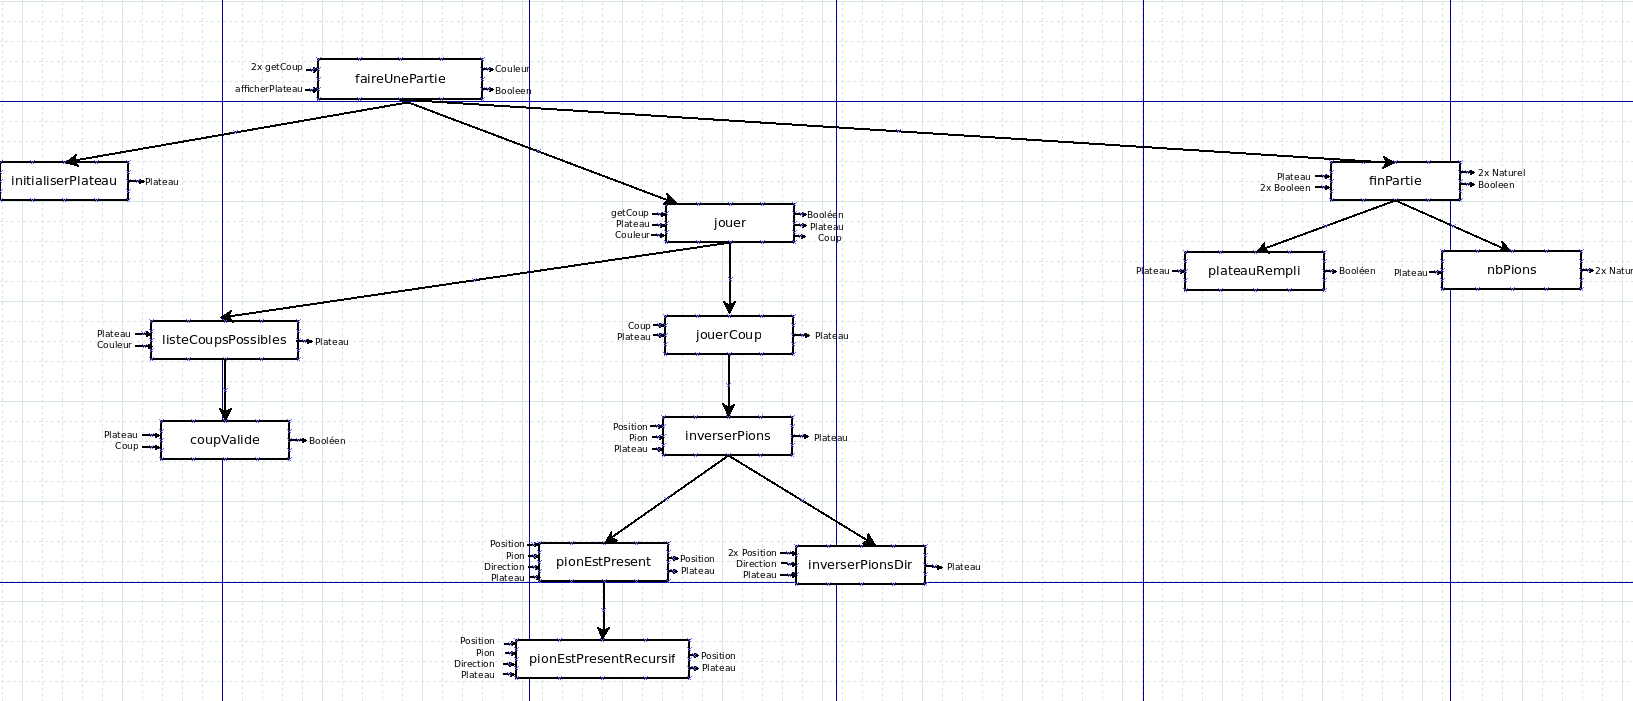 2x getCoup
afficherPlateau
faireUnePartie
Couleur
Booleen
initialiserPlateau
Plateau
getCoup
Plateau
Couleur
jouer
Booléen
Plateau
Coup
Plateau
2x Booleen
finPartie
2x Naturel
Booleen
Plateau
plateauRempli
Booléen
Plateau
nbPions
2x Natur
Plateau
Couleur
listeCoupsPossibles
Plateau
Coup
Plateau
jouerCoup
Plateau
Plateau
Coup
coupValide
Booléen
Position
Pion
Plateau
inverserPions
Plateau
Position
Pion
Direction
Plateau
pionEstPresent
Position
Plateau
2x Position
Direction
Plateau
inverserPionsDir
Plateau
Position
Pion
Direction
Plateau
pionEstPresentRecursif
Position
Plateau